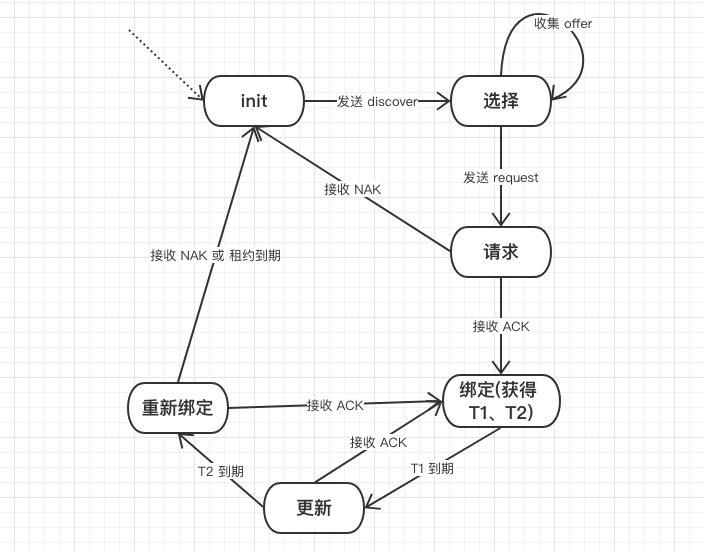 收集 offer
init
发送 discover
选择
发送 request
接收 NAK
请求
接收 NAK 或 租约到期
接收 ACK
绑定(获得
T1、T2)
重新绑定
接收 ACK
接收 ACK
T2 到期
T1 到期
更新